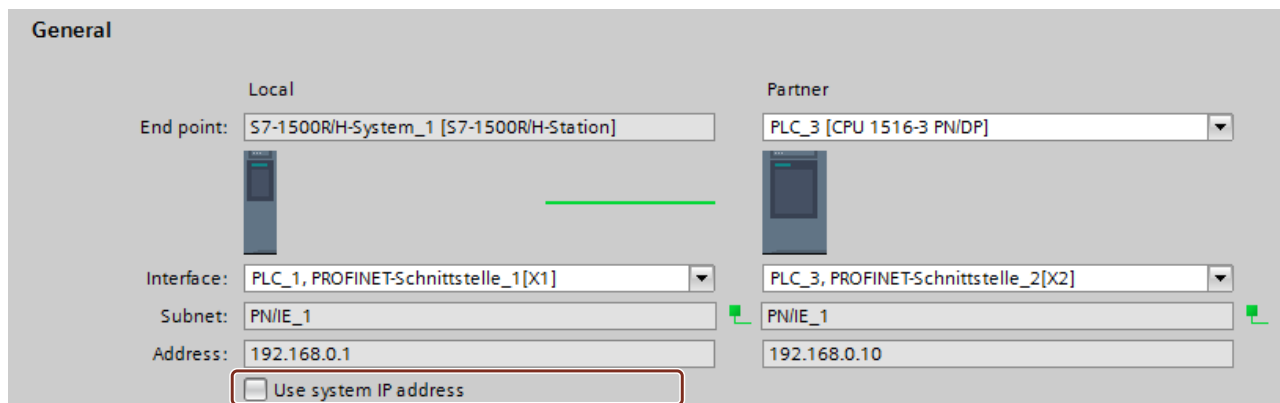 General
Local Partner
End point: S7-1500R/H-System_1 [S7-1500R/H-Station] PLC_3 [CPU 1516-3 PN/DP]
Interface: PLC_1, PROFINET-Schnittstelle_1[X1] PLC_3, PROFINET-Schnittstelle_2[X2]
Subnet: PN/IE_1 PN/IE_1
Address: 192.168.0.1 192.168.0.10
Use system IP address